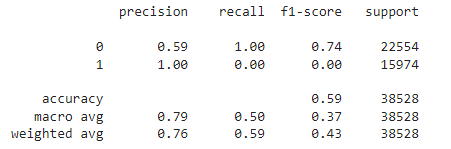 precision recall f1-score support
0 0.59 1.00 0.74 22554
1 1.00 0.00 0.00 15974
accuracy 0.59 38528
macro avg 0.79 0.50 0.37 38528
weighted avg 0.76 0.59 0.43 38528